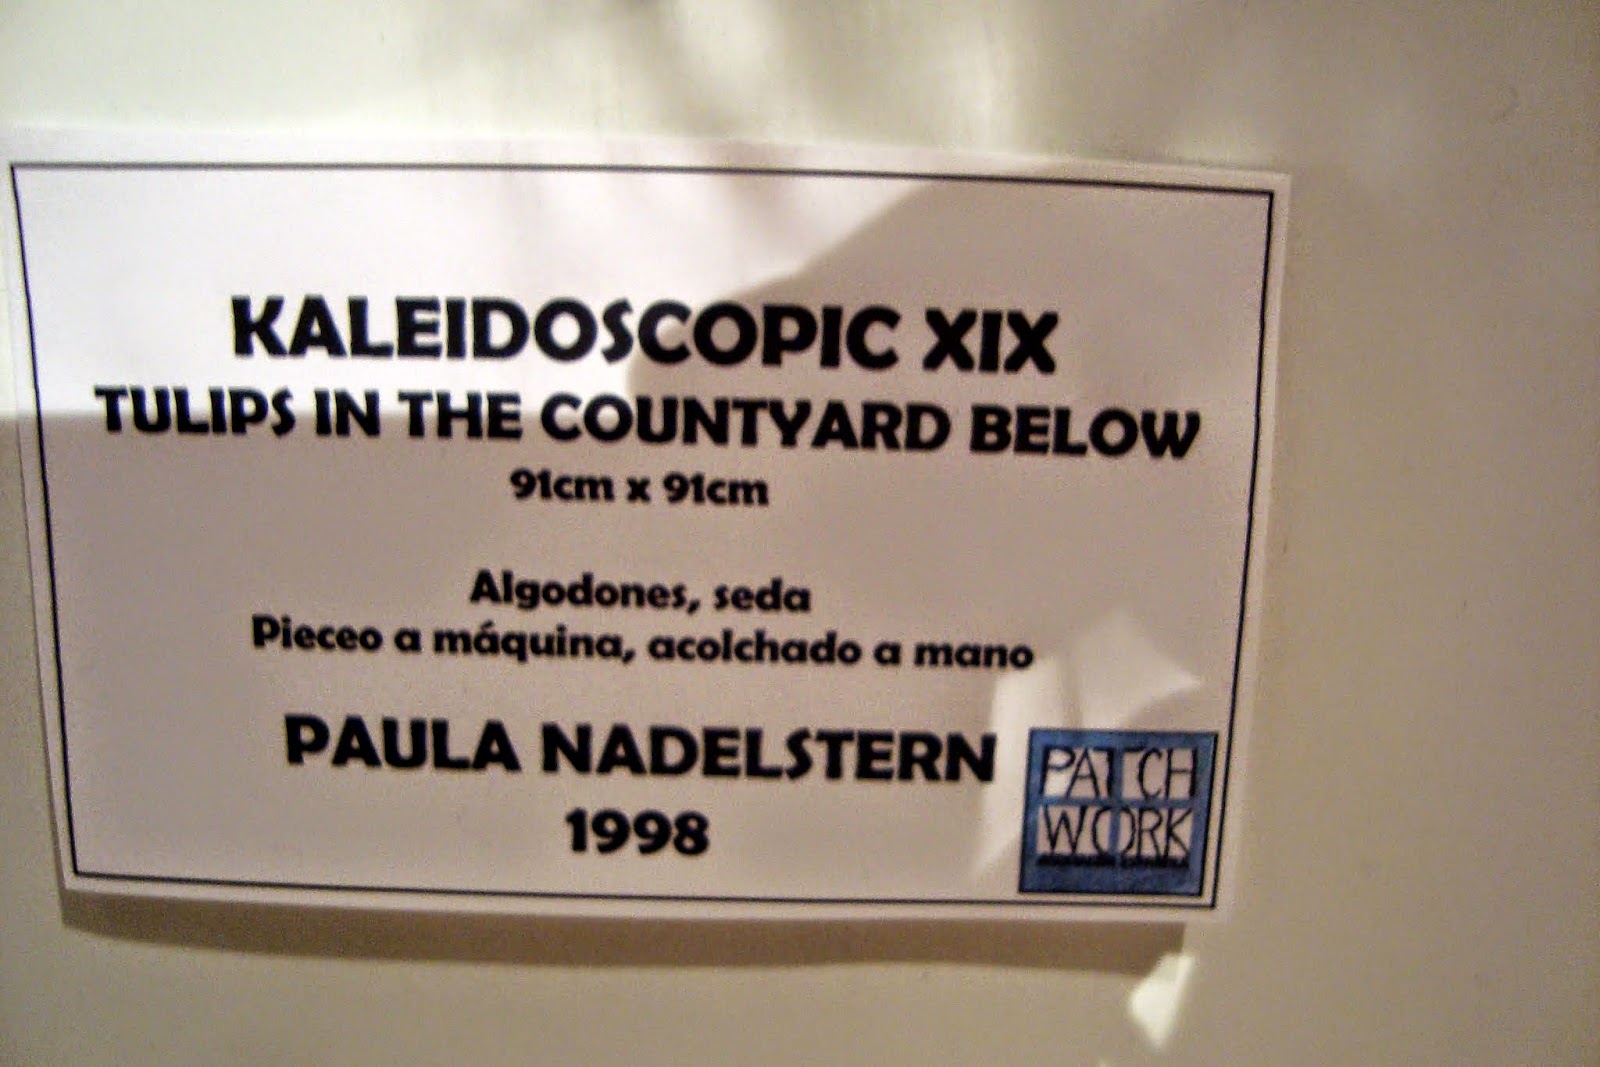 KALEIDOSCOPIC XIX
TULIPS IN THE COUNTYARD BELOW
91cm x 91cm
Algodones, seda
Pieceo a máquina, acolchado a mano
PAULA NADELSTERN
1998
PATCH
WORK